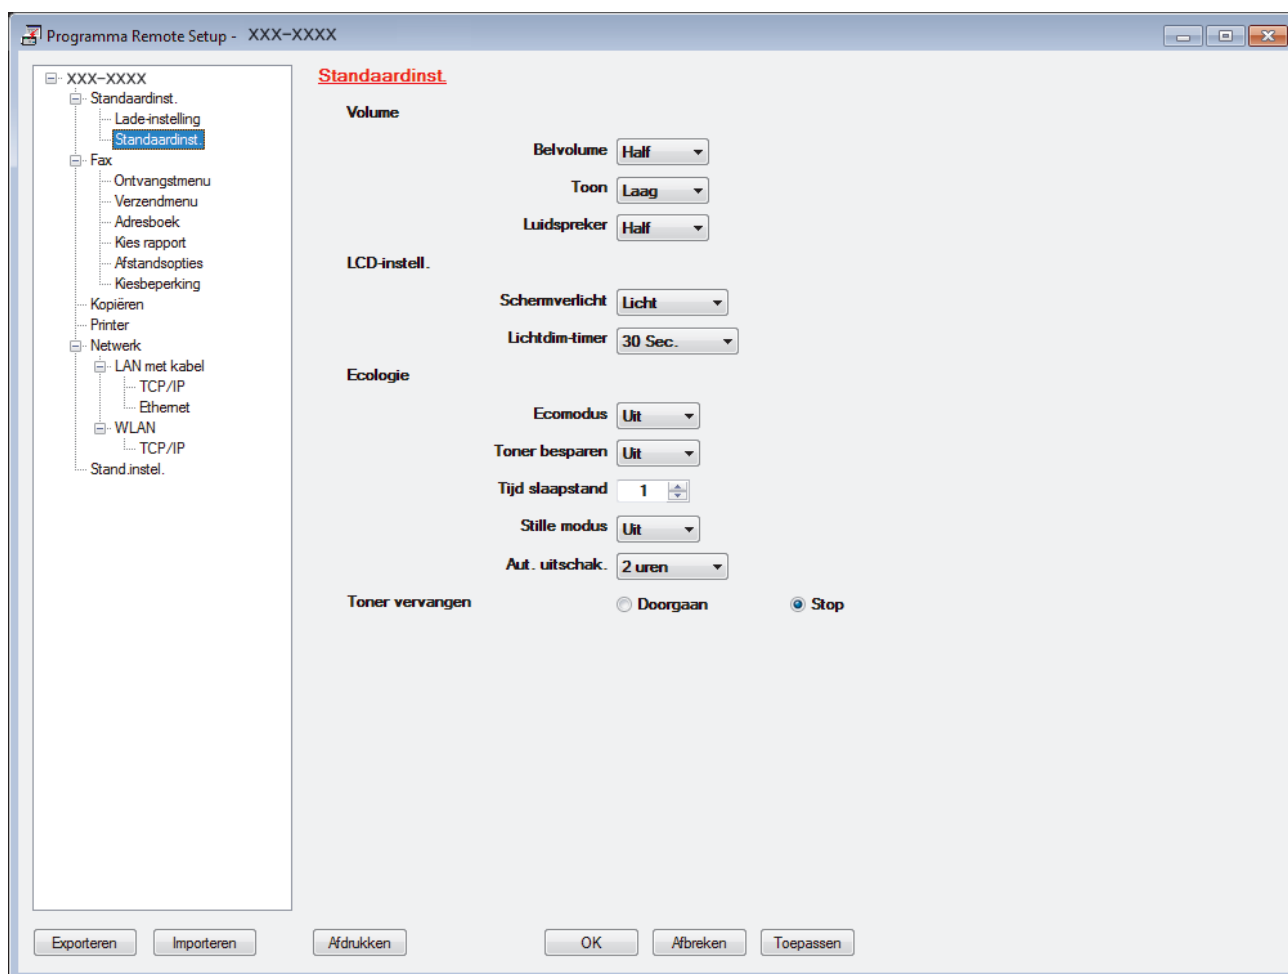 Programma Remote Setup - XXX-XXXX
XXX-XXXX
Standaardinst.
Lade-instelling
Standaardinst.
Fax
Ontvangstmenu
Verzendmenu
Adresboek
Kies rapport
Afstandsopties
Kiesbeperking
Kopiëren
Printer
Netwerk
LAN met kabel
TCP/IP
Ethernet
WLAN
TCP/IP
Stand.instel.
Standaardinst.
Volume
Belvolume Half
Toon Laag
Luidspreker Half
LCD-instell.
Schermverlicht Licht
Lichtdim-timer 30 Sec.
Ecologie
Ecomodus Uit
Toner besparen Uit
Tijd slaapstand 1
Stille modus Uit
Aut. uitschak. 2 uren
Toner vervangen Doorgaan Stop
Exporteren Importeren Afdrukken OK Afbreken Toepassen